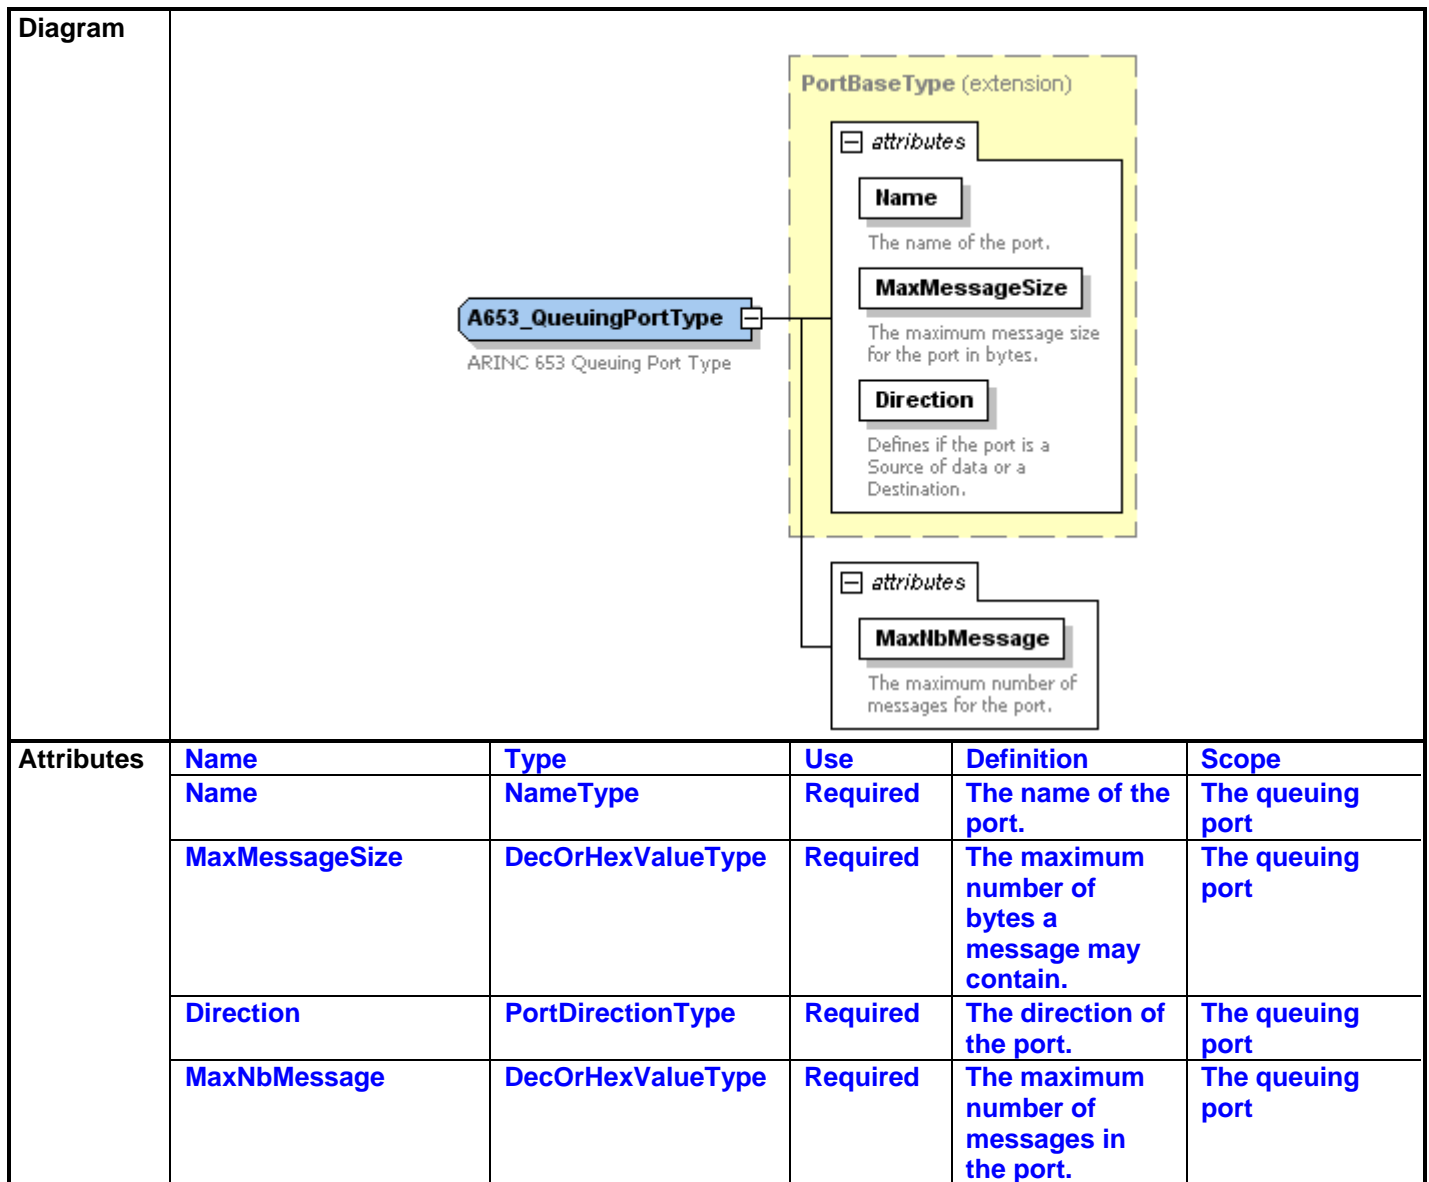 Diagram
PortBaseType (extension)
attributes
Name
The name of the port.
MaxMessageSize
The maximum message size
for the port in bytes.
Direction
Defines if the port is a
Source of data or a
Destination.
A653_QueuingPortType
ARINC 653 Queuing Port Type
attributes
MaxNbMessage
The maximum number of
messages for the port.
Attributes Name Type Use Definition Scope
Name NameType Required The name of the The queuing
port. port
MaxMessageSize DecOrHexValueType Required The maximum The queuing
number of port
bytes a
message may
contain.
Direction PortDirectionType Required The direction of The queuing
the port. port
MaxNbMessage DecOrHexValueType Required The maximum The queuing
number of port
messages in
the port.